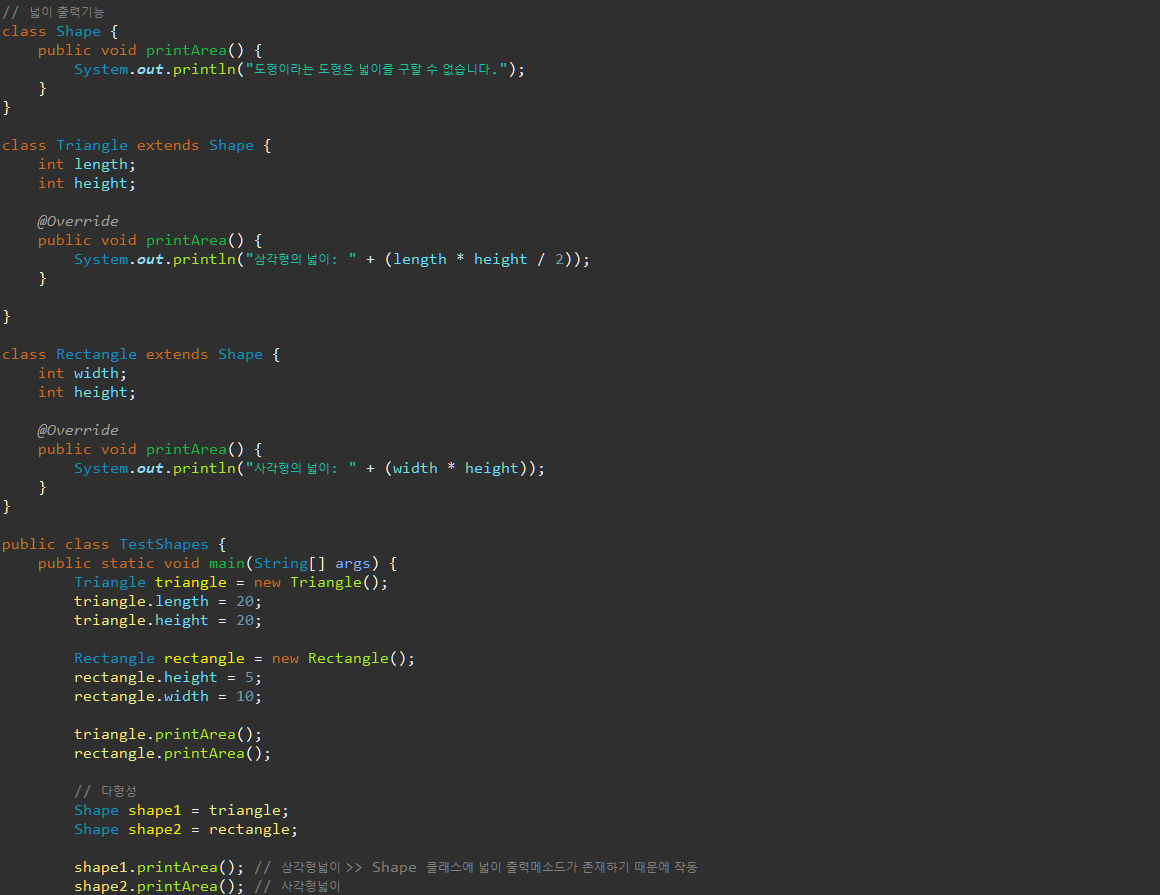 // 넓이 출력기능
class Shape {
    public void printArea() {
        System.out.println("도형이라는 도형은 넓이를 구할 수 없습니다.");
    }
}

class Triangle extends Shape {
    int length;
    int height;

    @Override
    public void printArea() {
        System.out.println("삼각형의 넓이: " + (length * height / 2));
    }

}

class Rectangle extends Shape {
    int width;
    int height;

    @Override
    public void printArea() {
        System.out.println("사각형의 넓이: " + (width * height));
    }
}

public class TestShapes {
    public static void main(String[] args) {
        Triangle triangle = new Triangle();
        triangle.length = 20;
        triangle.height = 20;

        Rectangle rectangle = new Rectangle();
        rectangle.height = 5;
        rectangle.width = 10;

        triangle.printArea();
        rectangle.printArea();

        // 다형성
        Shape shape1 = triangle;
        Shape shape2 = rectangle;

        shape1.printArea(); // 삼각형넓이 >> Shape 클래스에 넓이 출력메소드가 존재하기 때문에 작동
        shape2.printArea(); // 사각형넓이